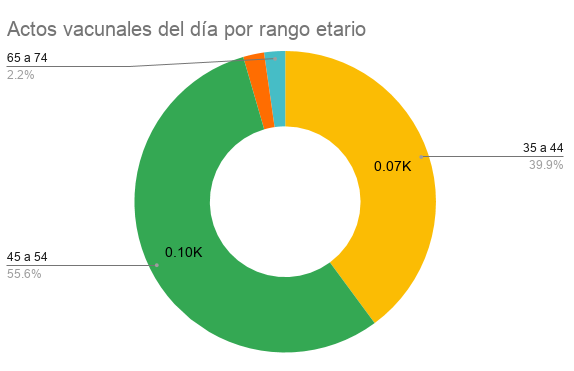 Actos vacunales del día por rango etario
65 a 74
2.2%
35 a 44
39.9%
0.07K
0.10K
45 a 54
55.6%